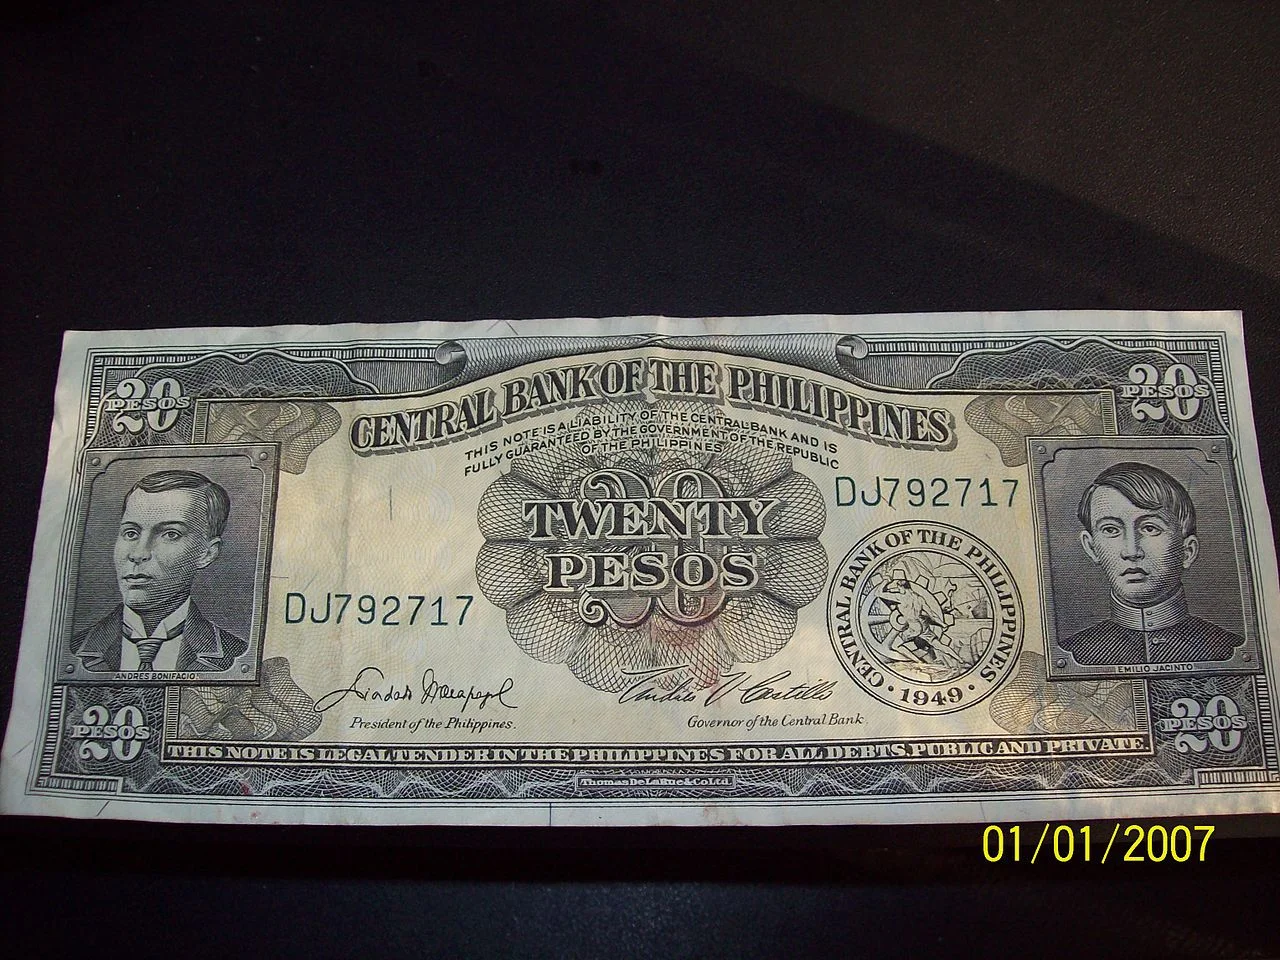 20
PESOS
20
PESOS
CENTRAL BANK OF THE PHILIPPINES
THIS NOTE IS A LIABILITY OF THE CENTRAL BANK AND IS
FULLY GUARANTEED BY THE GOVERNMENT OF THE REPUBLIC
OF THE PHILIPPINES
DJ792717
20
TWENTY
PESOS
CENTRAL BANK OF THE PHILIPPINES
· 1949 ·
DJ792717
ANDRES BONIFACIO
EMILIO JACINTO
President of the Philippines.
Governor of the Central Bank.
20
PESOS
20
PESOS
THIS NOTE IS LEGAL TENDER IN THE PHILIPPINES FOR ALL DEBTS PUBLIC AND PRIVATE.
Thomas De La Rue & Co Ltd.
01/01/2007